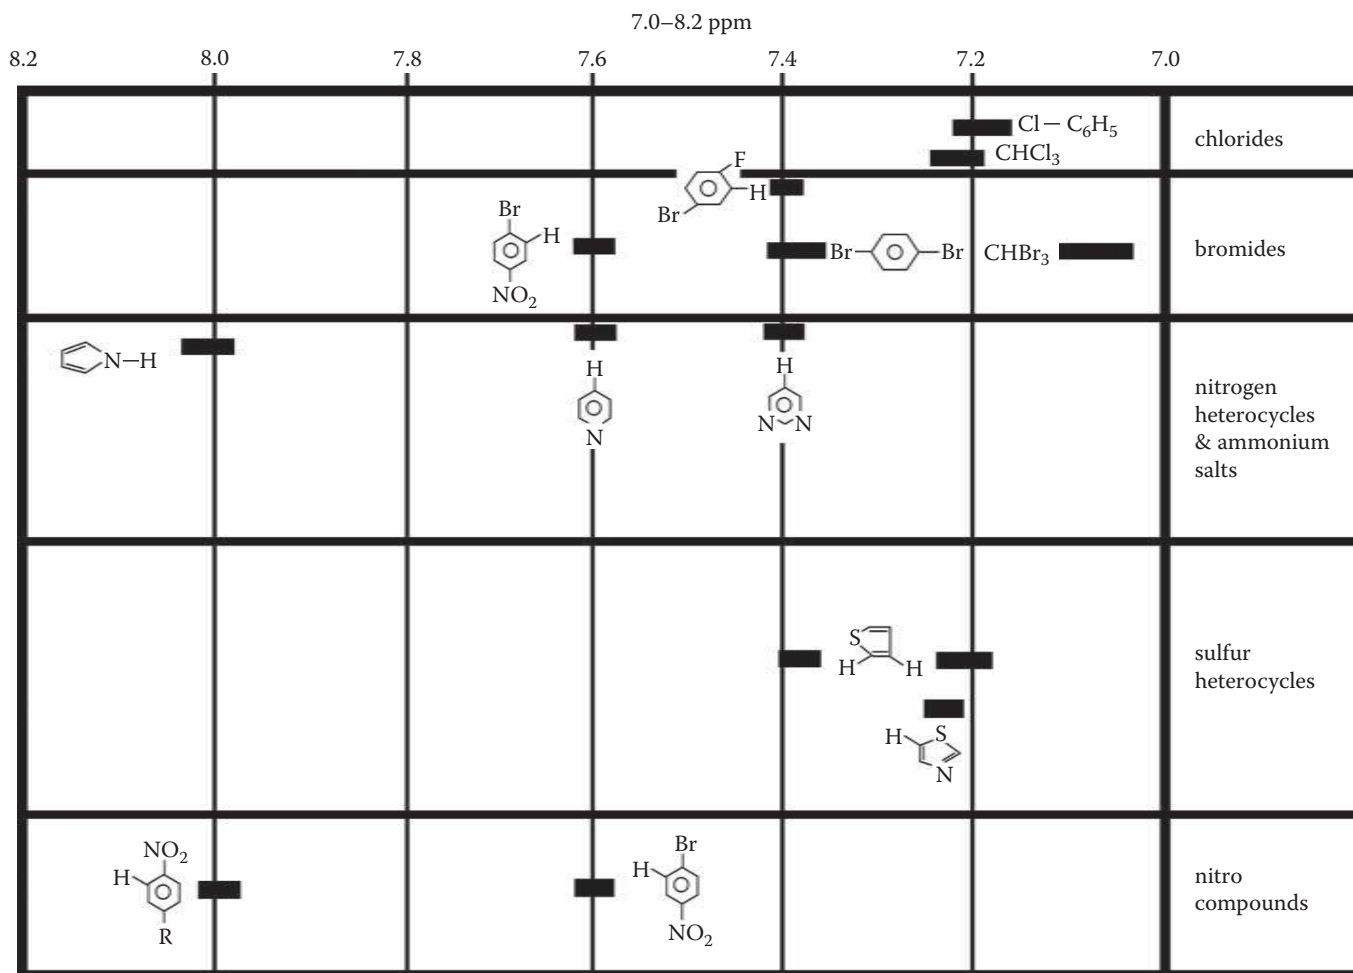 7.0–8.2 ppm
8.2 8.0 7.8 7.6 7.4 7.2 7.0
Cl — C₆H₅
CHCl₃
chlorides
F
H
Br
Br
H
NO₂
Br Br
CHBr₃
bromides
N—H
H
N
H
N N
nitrogen
heterocycles
& ammonium
salts
S
H H
S
H
N
sulfur
heterocycles
NO₂
H
R
Br
H
NO₂
nitro
compounds